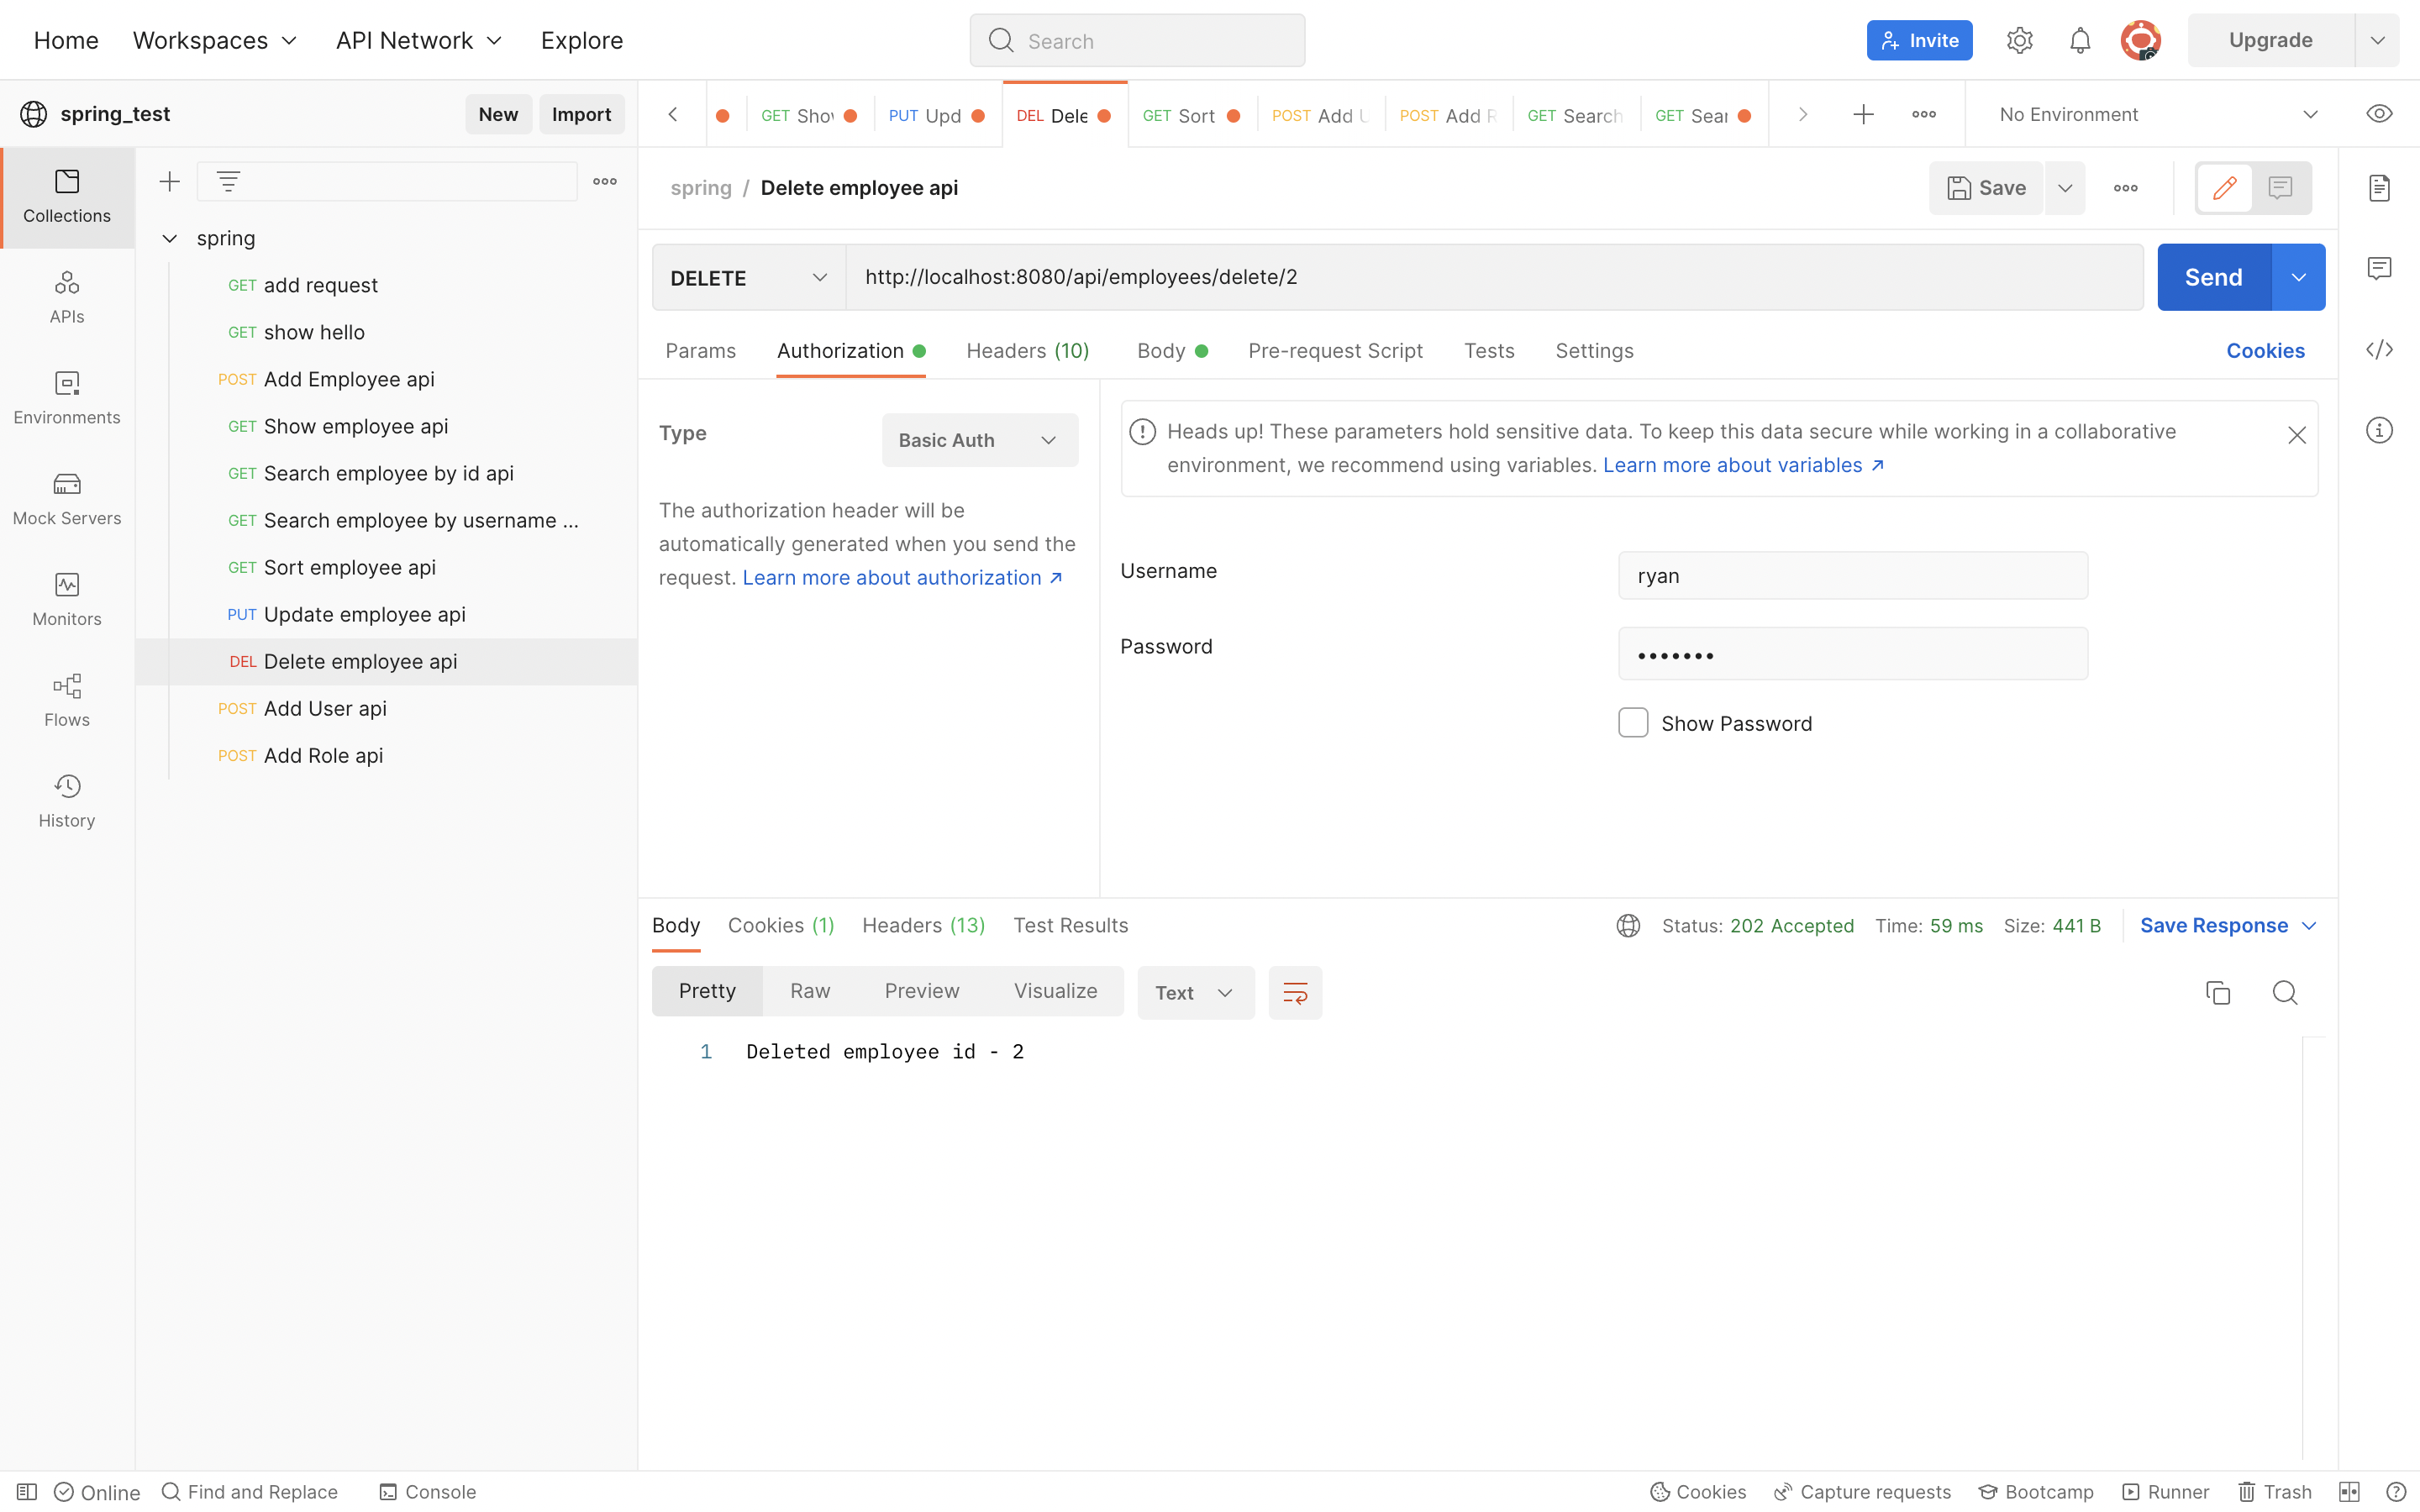 Home Workspaces API Network Explore Search Invite Upgrade
spring_test New Import GET Show PUT Upd DEL Dele GET Sort POST Add U POST Add R GET Search GET Sear No Environment
Collections
APIs
Environments
Mock Servers
Monitors
Flows
History
spring
GET add request
GET show hello
POST Add Employee api
GET Show employee api
GET Search employee by id api
GET Search employee by username ...
GET Sort employee api
PUT Update employee api
DEL Delete employee api
POST Add User api
POST Add Role api
spring / Delete employee api Save
DELETE http://localhost:8080/api/employees/delete/2 Send
Params Authorization Headers (10) Body Pre-request Script Tests Settings Cookies
Type Basic Auth
The authorization header will be
automatically generated when you send the
request. Learn more about authorization ↗
Heads up! These parameters hold sensitive data. To keep this data secure while working in a collaborative
environment, we recommend using variables. Learn more about variables ↗
Username ryan
Password •••••••
Show Password
Body Cookies (1) Headers (13) Test Results Status: 202 Accepted Time: 59 ms Size: 441 B Save Response
Pretty Raw Preview Visualize Text
1 Deleted employee id - 2
Online Find and Replace Console Cookies Capture requests Bootcamp Runner Trash